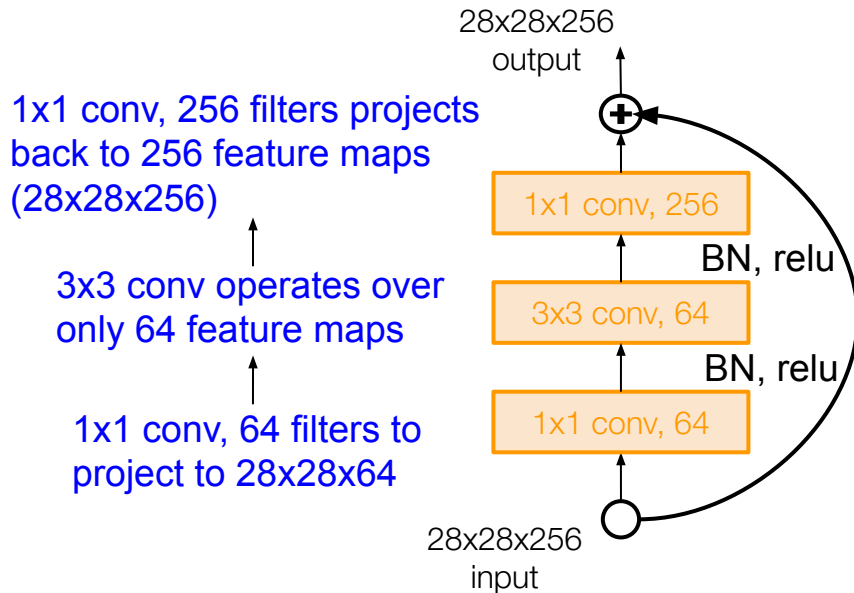 28x28x256
output
1x1 conv, 256 filters projects
back to 256 feature maps
(28x28x256)
1x1 conv, 256
BN, relu
3x3 conv operates over
only 64 feature maps
3x3 conv, 64
BN, relu
1x1 conv, 64 filters to
project to 28x28x64
1x1 conv, 64
28x28x256
input